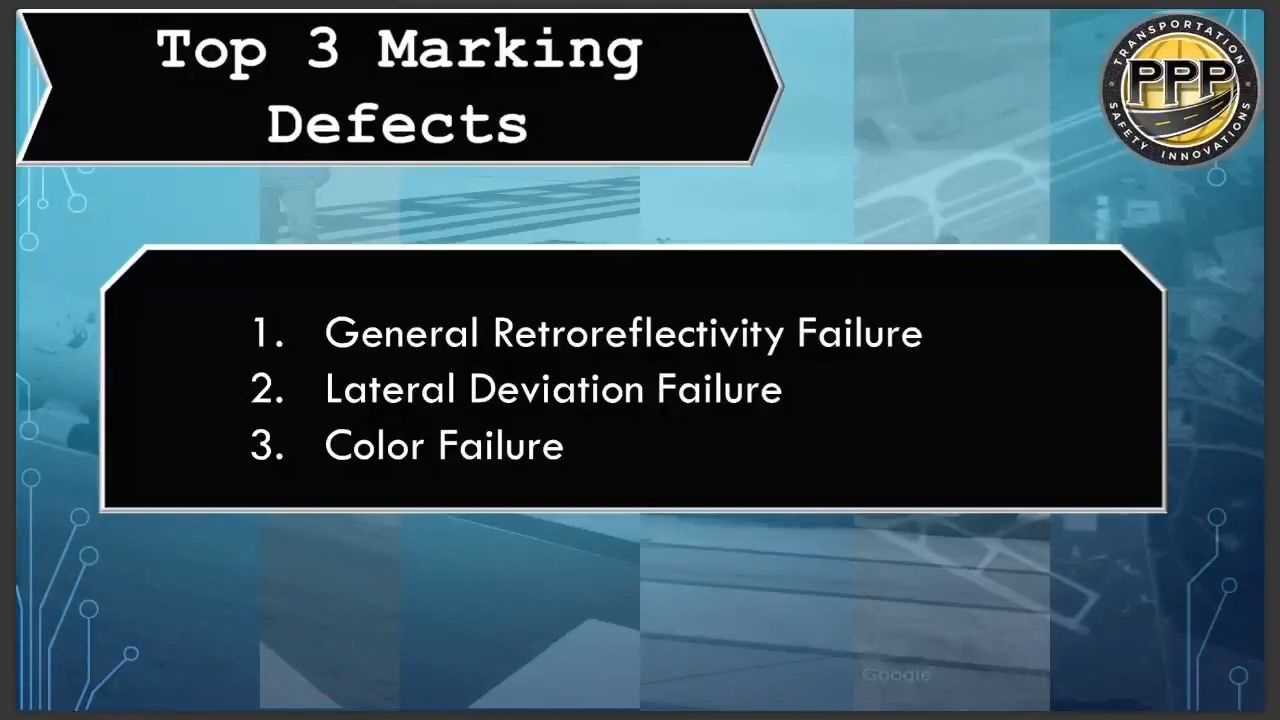 Top 3 Marking
Defects
TRANSPORTATION
PPP
SAFETY INNOVATIONS
1. General Retroreflectivity Failure
2. Lateral Deviation Failure
3. Color Failure
Google